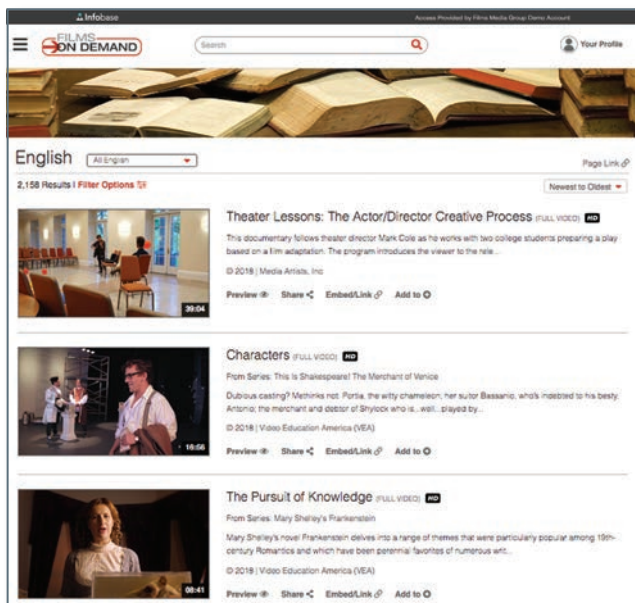 Infobase
Access Provided by Films Media Group Demo Account
FILMS
ON DEMAND
Search
Your Profile
English
All English
Page Link
2,158 Results | Filter Options
Newest to Oldest
Theater Lessons: The Actor/Director Creative Process (FULL VIDEO) HD
This documentary follows theater director Mark Cole as he works with two college students preparing a play
based on a film adaptation. The program introduces the viewer to the rele...
© 2018 | Media Artists, Inc
Preview Share Embed/Link Add to
39:04
Characters (FULL VIDEO) HD
From Series: This Is Shakespeare! The Merchant of Venice
Dubious casting? Methinks not. Portia, the witty chameleon; her suitor Bassanio, who's indebted to his besty,
Antonio; the merchant and debtor of Shylock who is...well...played by...
© 2018 | Video Education America (VEA)
Preview Share Embed/Link Add to
16:56
The Pursuit of Knowledge (FULL VIDEO) HD
From Series: Mary Shelley's Frankenstein
Mary Shelley's novel Frankenstein delves into a range of themes that were particularly popular among 19th-
century Romantics and which have been perennial favorites of numerous writ...
© 2018 | Video Education America (VEA)
Preview Share Embed/Link Add to
08:41